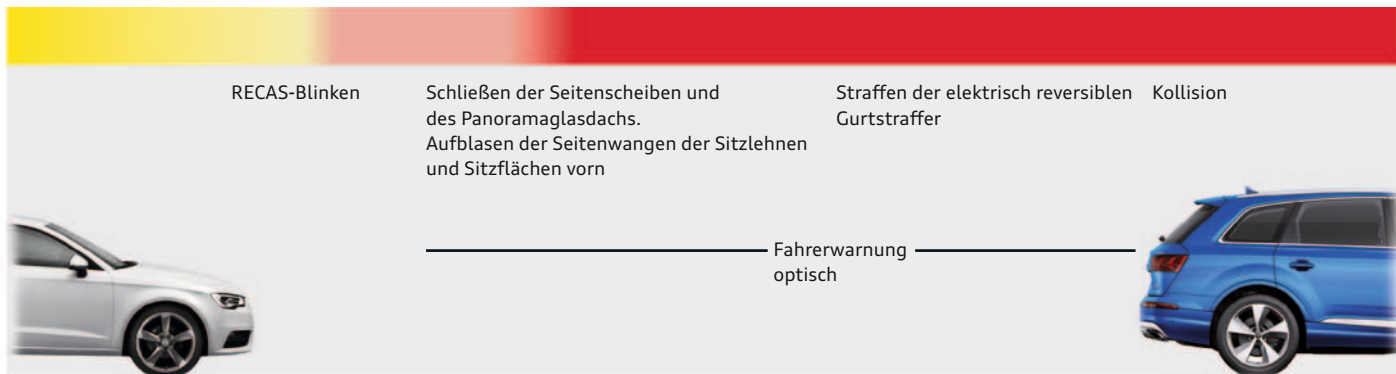 RECAS-Blinken
Schließen der Seitenscheiben und
des Panoramaglasdachs.
Aufblasen der Seitenwangen der Sitzlehnen
und Sitzflächen vorn
Straffen der elektrisch reversiblen
Gurtstraffer
Kollision
Fahrerwarnung
optisch